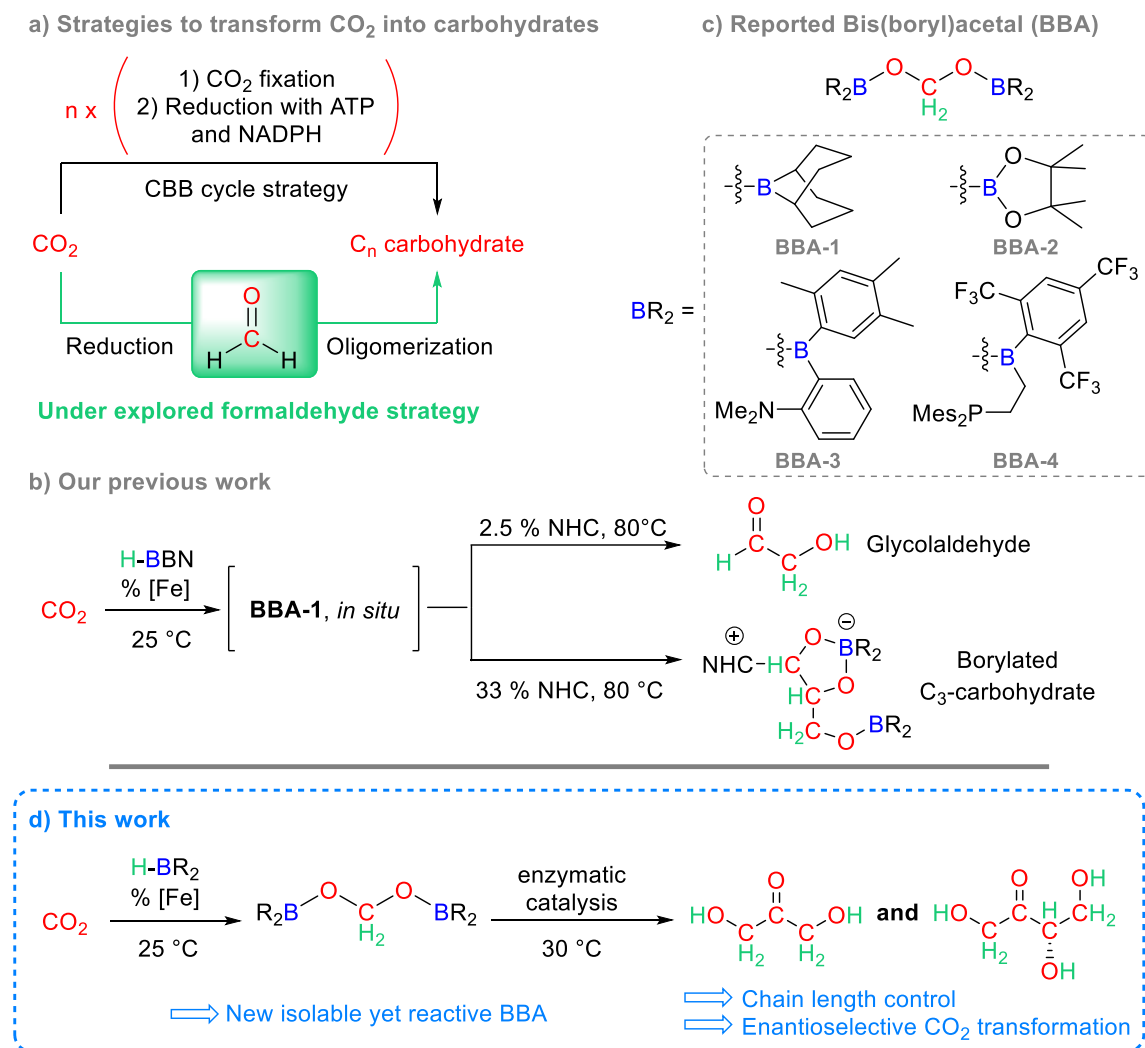 a) Strategies to transform CO2 into carbohydrates
n x
1) CO2 fixation
2) Reduction with ATP
and NADPH
CBB cycle strategy
CO2
Cn carbohydrate
Reduction
O
C
H
H
Oligomerization
Under explored formaldehyde strategy
c) Reported Bis(boryl)acetal (BBA)
R2B
O
C
H2
O
BR2
BR2 =
B
BBA-1
B
O
O
BBA-2
B
Me2N
BBA-3
F3C
CF3
CF3
B
Mes2P
BBA-4
b) Our previous work
CO2
H-BBN
% [Fe]
25 °C
BBA-1, in situ
2.5 % NHC, 80°C
O
H
C
C
H2
OH
Glycolaldehyde
33 % NHC, 80 °C
⊕
NHC
HC
O
⊖
BR2
O
HC
H2C
O
BR2
Borylated
C3-carbohydrate
d) This work
CO2
H-BR2
% [Fe]
25 °C
R2B
O
C
H2
O
BR2
enzymatic
catalysis
30 °C
HO
C
H2
O
C
C
H2
OH
and
HO
C
H2
O
C
H
C
OH
OH
CH2
New isolable yet reactive BBA
Chain length control
Enantioselective CO2 transformation